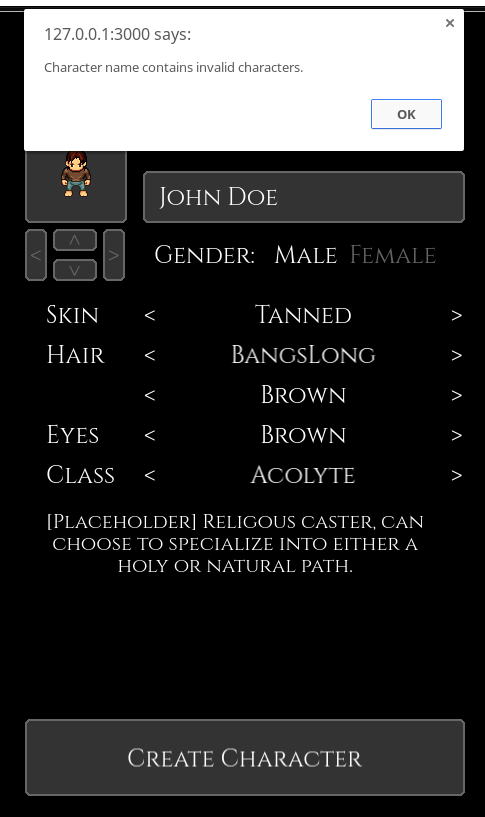 127.0.0.1:3000 says:
×
Character name contains invalid characters.
OK
John Doe
< ^ v >
Gender: Male Female
Skin < Tanned >
Hair < BangsLong >
< Brown >
Eyes < Brown >
Class < Acolyte >
[Placeholder] Religous caster, can
choose to specialize into either a
holy or natural path.
Create Character